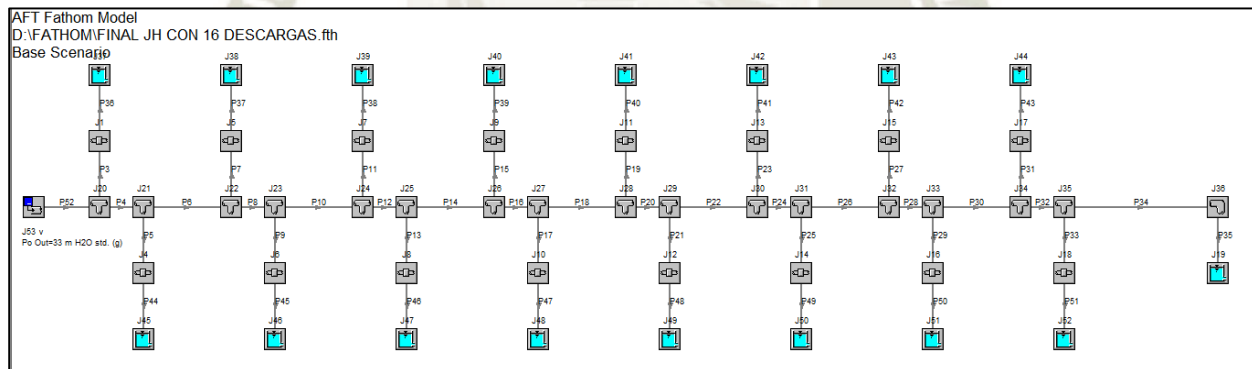 AFT Fathom Model
D:\FATHOM\FINAL JH CON 16 DESCARGAS.fth
Base Scenario
J37 J38 J39 J40 J41 J42 J43 J44
P36 P37 P38 P39 P40 P41 P42 P43
J1 J5 J7 J9 J11 J13 J15 J17
P3 P7 P11 P15 P19 P23 P27 P31
J20 J21 J22 J23 J24 J25 J26 J27 J28 J29 J30 J31 J32 J33 J34 J35 J36
P52 P4 P6 P8 P10 P12 P14 P16 P18 P20 P22 P24 P26 P28 P30 P32 P34
J53 v
Po Out=33 m H2O std. (g)
P5 P9 P13 P17 P21 P25 P29 P33 P35
J4 J6 J8 J10 J12 J14 J16 J18 J19
P44 P45 P46 P47 P48 P49 P50 P51
J45 J46 J47 J48 J49 J50 J51 J52